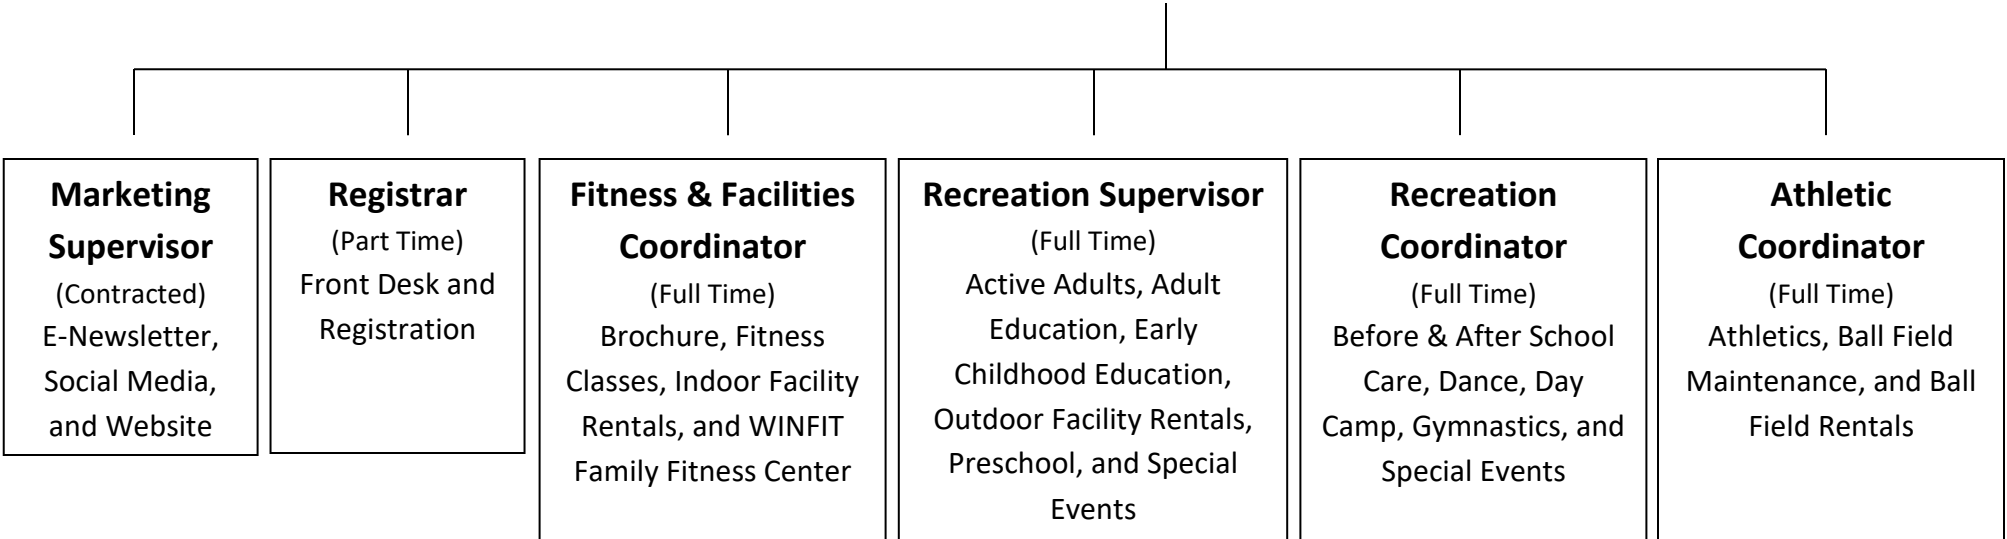 Marketing
Supervisor
(Contracted)
E-Newsletter,
Social Media,
and Website
Registrar
(Part Time)
Front Desk and
Registration
Fitness & Facilities
Coordinator
(Full Time)
Brochure, Fitness
Classes, Indoor Facility
Rentals, and WINFIT
Family Fitness Center
Recreation Supervisor
(Full Time)
Active Adults, Adult
Education, Early
Childhood Education,
Outdoor Facility Rentals,
Preschool, and Special
Events
Recreation
Coordinator
(Full Time)
Before & After School
Care, Dance, Day
Camp, Gymnastics, and
Special Events
Athletic
Coordinator
(Full Time)
Athletics, Ball Field
Maintenance, and Ball
Field Rentals